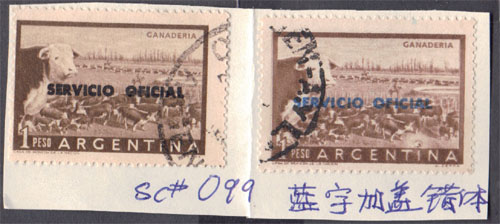 GANADERIA
SERVICIO OFICIAL
1 PESO ARGENTINA
GANADERIA
SERVICIO OFICIAL
1 PESO ARGENTINA
SC# 099 蓝字加盖错体